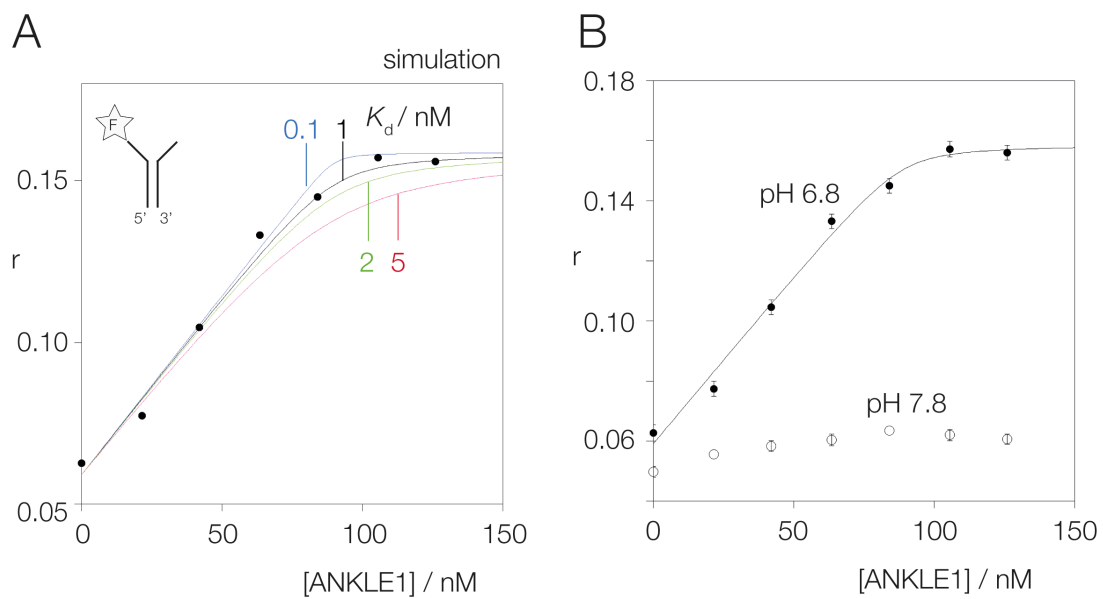 A
simulation
F
0.1
1
K_d / nM
0.15
5' 3'
2
5
r
0.10
0.05
0
50
100
150
[ANKLE1] / nM
B
0.18
pH 6.8
0.14
r
0.10
pH 7.8
0.06
0
50
100
150
[ANKLE1] / nM